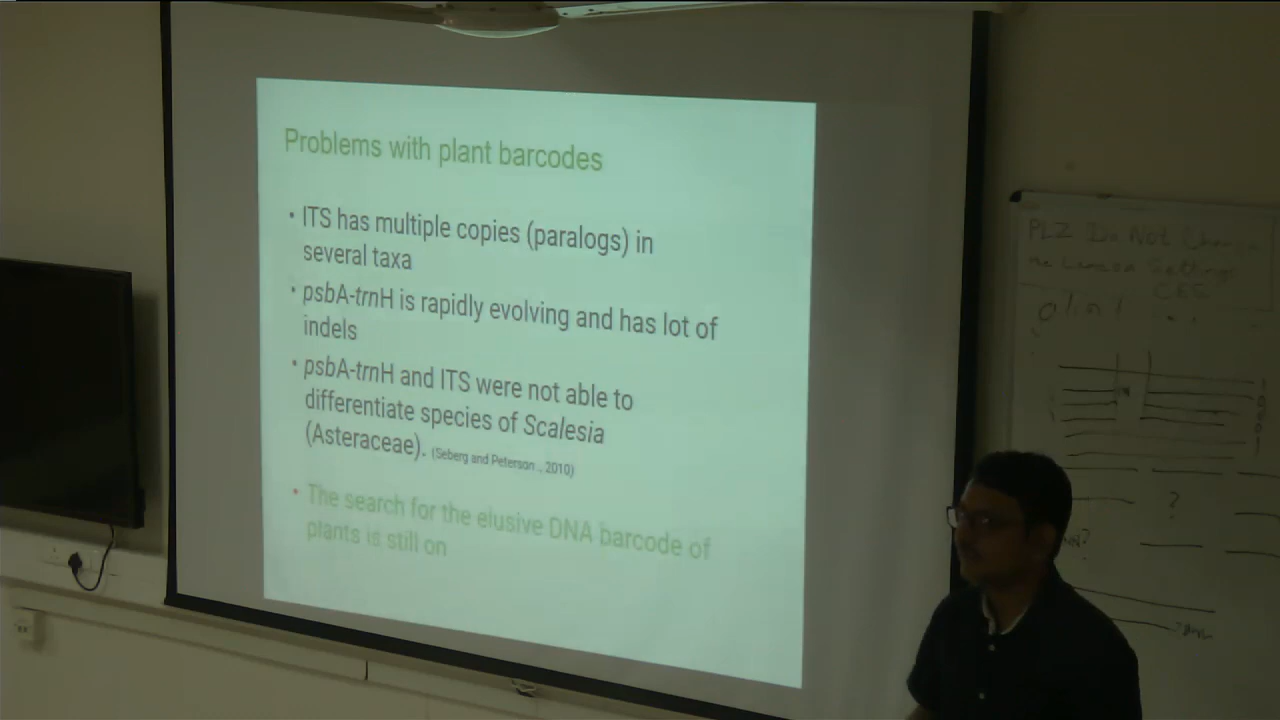 Problems with plant barcodes
• ITS has multiple copies (paralogs) in
several taxa
• psbA-trnH is rapidly evolving and has lot of
indels
• psbA-trnH and ITS were not able to
differentiate species of Scalesia
(Asteraceae). (Seberg and Peterson ., 2010)
• The search for the elusive DNA barcode of
plants is still on
PLZ Do Not Change
?